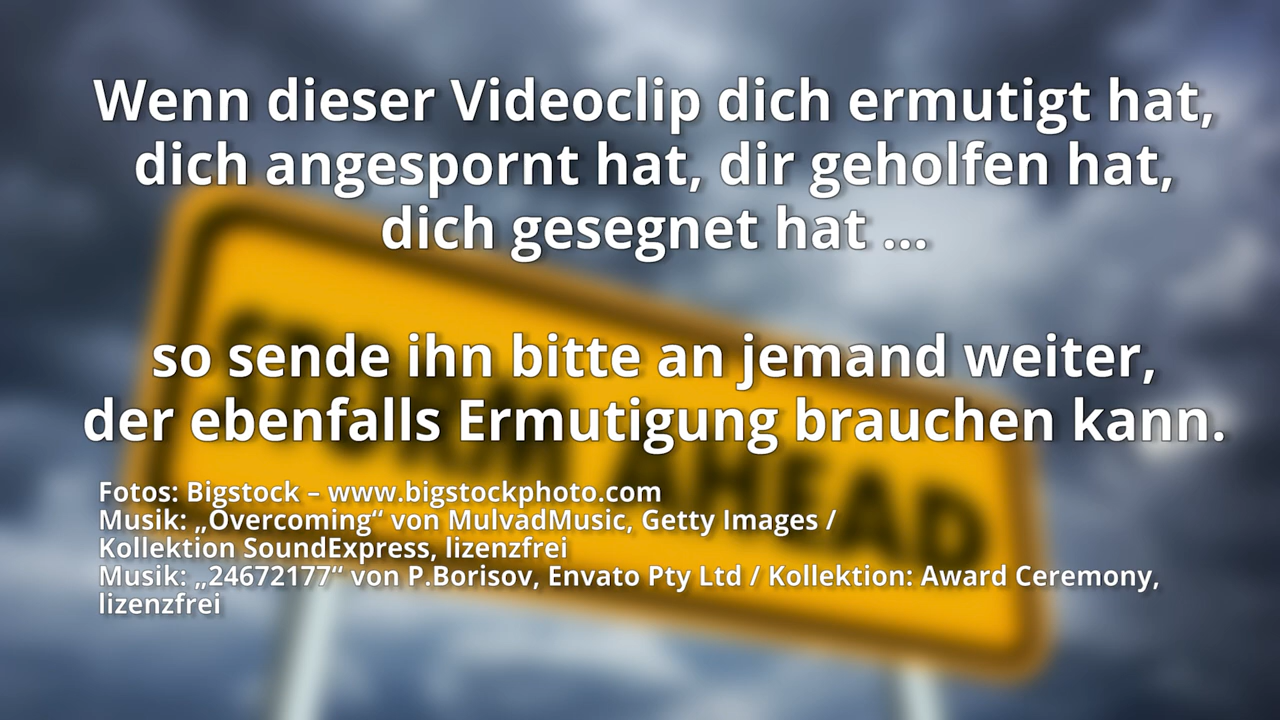 Wenn dieser Videoclip dich ermutigt hat,
dich angespornt hat, dir geholfen hat,
dich gesegnet hat ...
so sende ihn bitte an jemand weiter,
der ebenfalls Ermutigung brauchen kann.
STORM AHEAD
Fotos: Bigstock – www.bigstockphoto.com
Musik: „Overcoming“ von MulvadMusic, Getty Images /
Kollektion SoundExpress, lizenzfrei
Musik: „24672177“ von P.Borisov, Envato Pty Ltd / Kollektion: Award Ceremony,
lizenzfrei